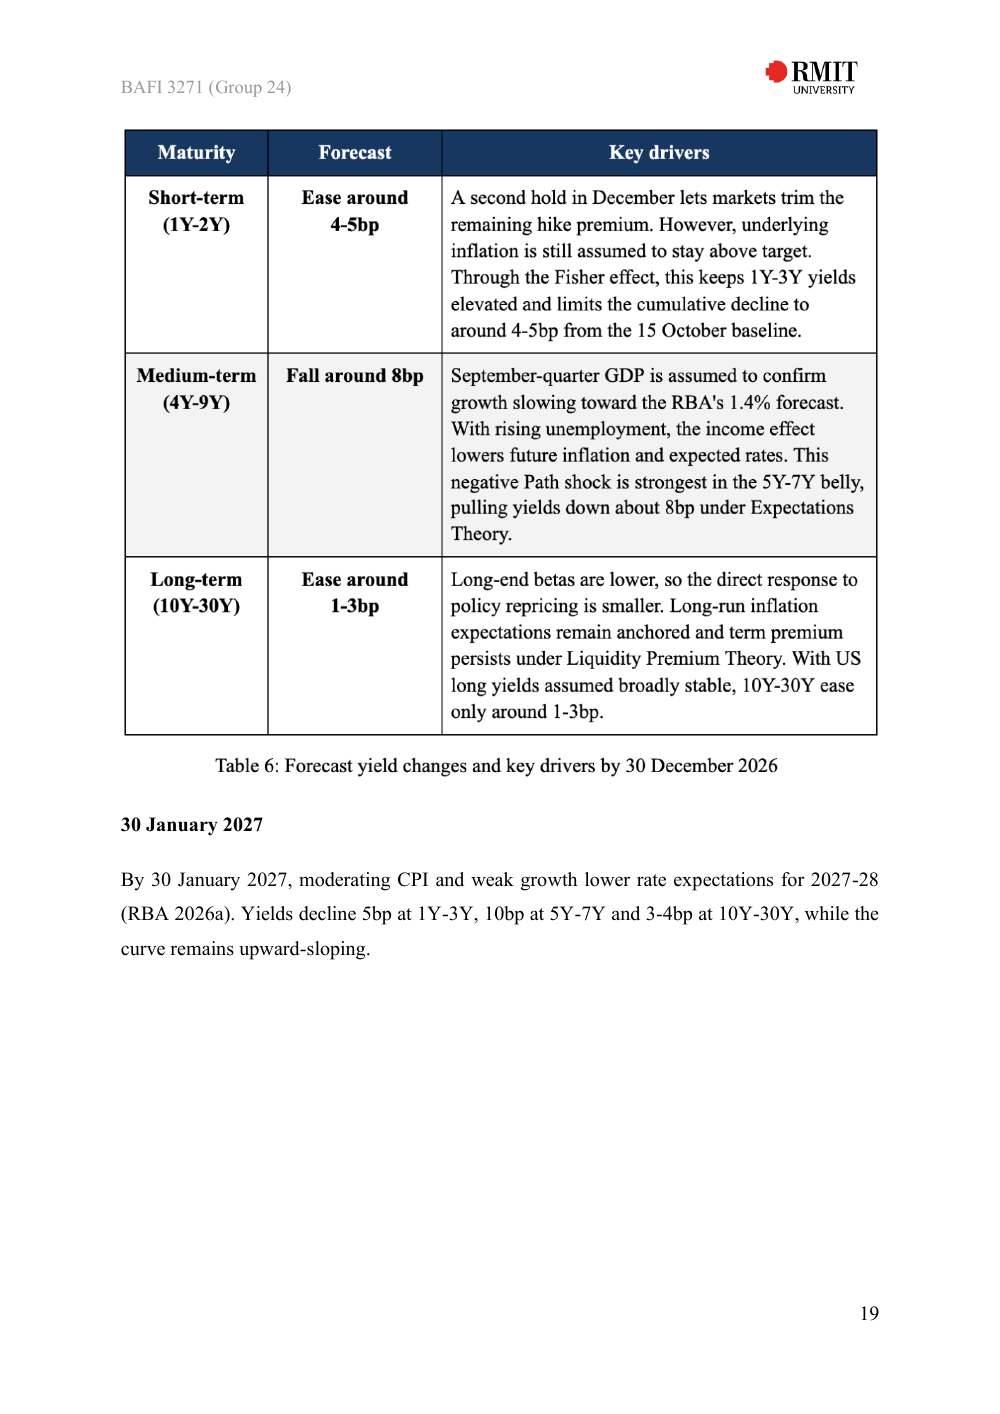 BAFI 3271 (Group 24)
RMIT
UNIVERSITY
Maturity Forecast Key drivers
Short-term
(1Y-2Y)
Ease around
4-5bp
A second hold in December lets markets trim the
remaining hike premium. However, underlying
inflation is still assumed to stay above target.
Through the Fisher effect, this keeps 1Y-3Y yields
elevated and limits the cumulative decline to
around 4-5bp from the 15 October baseline.
Medium-term
(4Y-9Y)
Fall around 8bp
September-quarter GDP is assumed to confirm
growth slowing toward the RBA's 1.4% forecast.
With rising unemployment, the income effect
lowers future inflation and expected rates. This
negative Path shock is strongest in the 5Y-7Y belly,
pulling yields down about 8bp under Expectations
Theory.
Long-term
(10Y-30Y)
Ease around
1-3bp
Long-end betas are lower, so the direct response to
policy repricing is smaller. Long-run inflation
expectations remain anchored and term premium
persists under Liquidity Premium Theory. With US
long yields assumed broadly stable, 10Y-30Y ease
only around 1-3bp.
Table 6: Forecast yield changes and key drivers by 30 December 2026
30 January 2027
By 30 January 2027, moderating CPI and weak growth lower rate expectations for 2027-28
(RBA 2026a). Yields decline 5bp at 1Y-3Y, 10bp at 5Y-7Y and 3-4bp at 10Y-30Y, while the
curve remains upward-sloping.
19